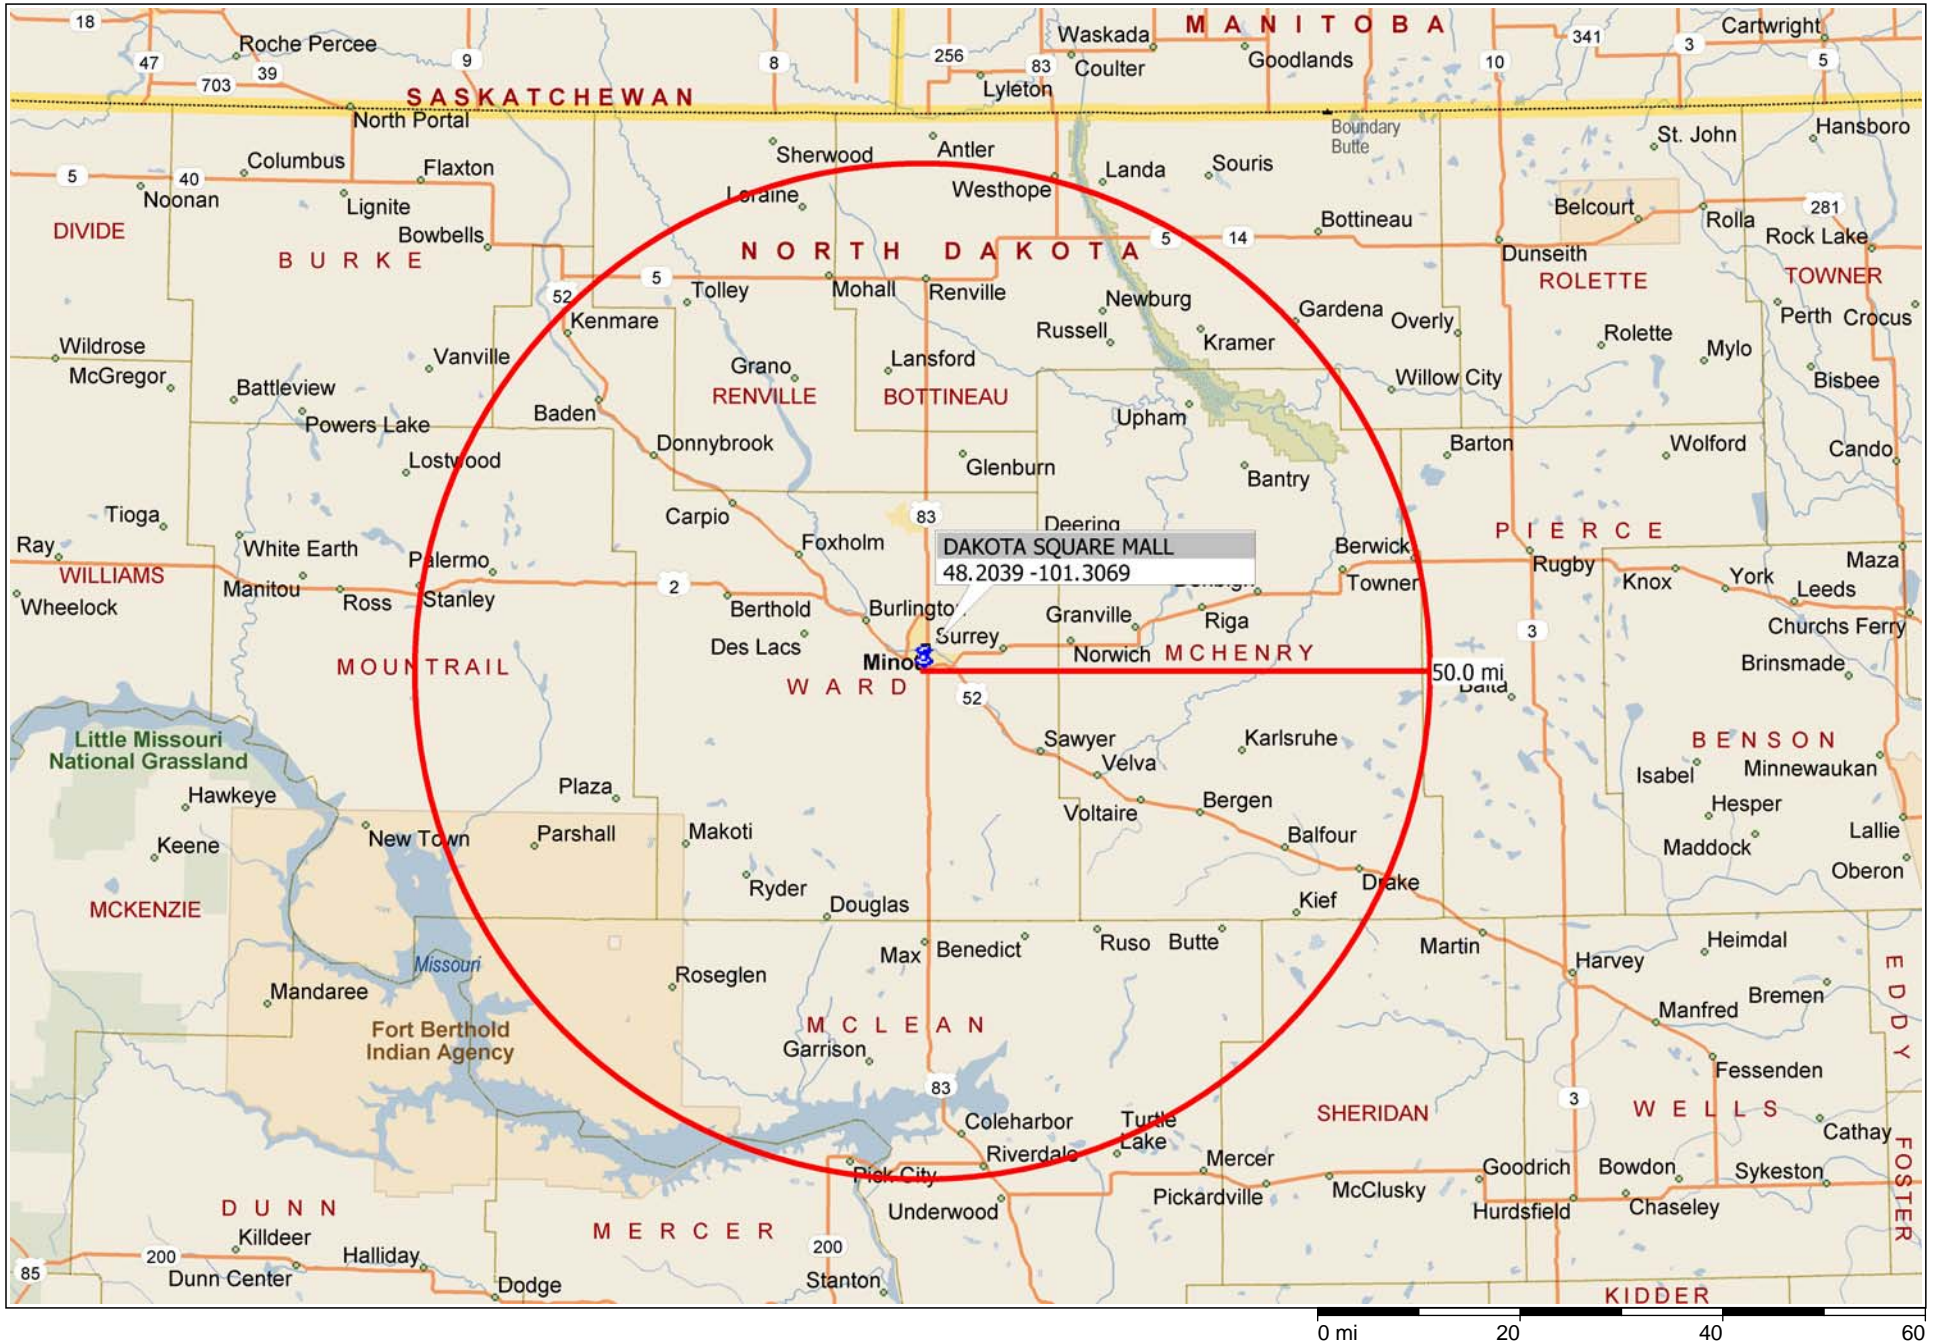 18
Roche Percee
9
8
256
Waskada
MANITOBA
341
3
Cartwright
47
39
703
83
Coulter
Goodlands
10
5
Lyleton
SASKATCHEWAN
North Portal
Boundary
Butte
St. John
Hansboro
Columbus
Flaxton
Sherwood
Antler
Landa
Souris
5
40
Noonan
Lignite
Loraine
Westhope
Bottineau
Belcourt
Rolla
281
DIVIDE
BURKE
Bowbells
NORTH DAKOTA
5
14
Dunseith
Rock Lake
5
52
Tolley
Mohall
Renville
Newburg
ROLETTE
TOWNER
Kenmare
Russell
Kramer
Gardena
Overly
Rolette
Perth
Crocus
Wildrose
McGregor
Vanville
Grano
Lansford
Mylo
Battleview
RENVILLE
BOTTINEAU
Willow City
Bisbee
Powers Lake
Baden
Upham
Lostwood
Donnybrook
Glenburn
Bantry
Barton
Wolford
Cando
Tioga
Carpio
83
Deering
PIERCE
Ray
White Earth
Palermo
Foxholm
DAKOTA SQUARE MALL
48.2039 -101.3069
Berwick
Rugby
Maza
WILLIAMS
Manitou
Ross
Stanley
2
Berthold
Burlington
Towner
Knox
York
Leeds
Wheelock
Des Lacs
Surrey
Granville
Riga
3
Churchs Ferry
MOUNTRAIL
Minot
Norwich
MCHENRY
Brinsmade
WARD
52
50.0 mi
Balta
Little Missouri
National Grassland
Sawyer
Karlsruhe
BENSON
Velva
Isabel
Minnewaukan
Hawkeye
Plaza
Voltaire
Bergen
Hesper
Keene
New Town
Parshall
Makoti
Balfour
Maddock
Lallie
Ryder
Drake
Oberon
MCKENZIE
Douglas
Kief
Max
Benedict
Ruso
Butte
Martin
Heimdal
Missouri
Roseglen
Harvey
EDDY
Mandaree
Manfred
Bremen
Fort Berthold
Indian Agency
MCLEAN
Garrison
Fessenden
83
Coleharbor
Turtle
Lake
SHERIDAN
3
WELLS
Cathay
Riverdale
Pick City
Mercer
Goodrich
Bowdon
Sykeston
FOSTER
Underwood
Pickardville
McClusky
Hurdsfield
Chaseley
DUNN
MERCER
Killdeer
200
Halliday
200
85
Dunn Center
Dodge
Stanton
KIDDER
0 mi
20
40
60